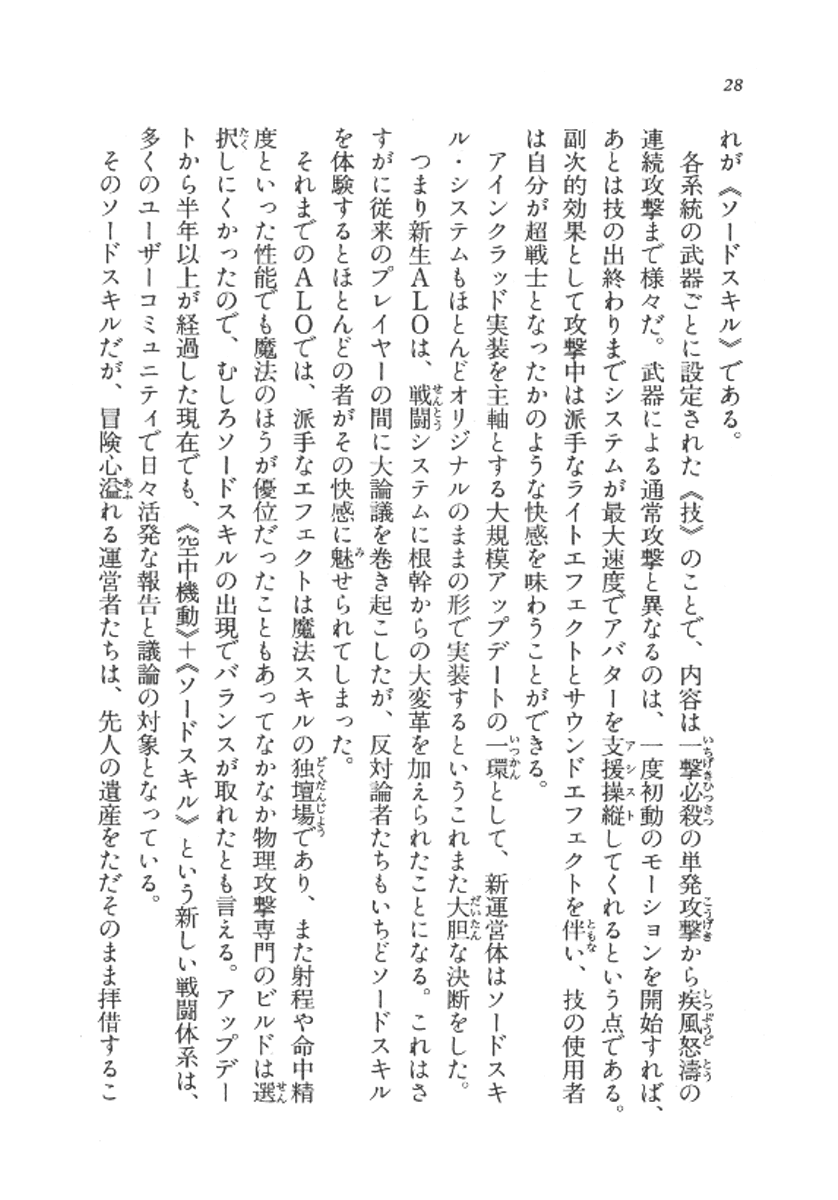 28
れが《ソードスキル》である。
各系統の武器ごとに設定された《技》のことで、内容は一撃必殺の単発攻撃から疾風怒濤の
連続攻撃まで様々だ。武器による通常攻撃と異なるのは、一度初動のモーションを開始すれば、
あとは技の出終わりまでシステムが最大速度でアバターを支援操縦してくれるという点である。
副次的効果として攻撃中は派手なライトエフェクトとサウンドエフェクトを伴い、技の使用者
は自分が超戦士となったかのような快感を味わうことができる。
アインクラッド実装を主軸とする大規模アップデートの一環として、新運営体はソードスキ
ル・システムもほとんどオリジナルのままの形で実装するというこれまた大胆な決断をした。
つまり新生ALOは、戦闘システムに根幹からの大変革を加えられたことになる。これはさ
すがに従来のプレイヤーの間に大論議を巻き起こしたが、反対論者たちもいちどソードスキル
を体験するとほとんどの者がその快感に魅せられてしまった。
それまでのALOでは、派手なエフェクトは魔法スキルの独壇場であり、また射程や命中精
度といった性能でも魔法のほうが優位だったこともあってなかなか物理攻撃専門のビルドは選
択しにくかったので、むしろソードスキルの出現でバランスが取れたとも言える。アップデー
トから半年以上が経過した現在でも、《空中機動》+《ソードスキル》という新しい戦闘体系は、
多くのユーザーコミュニティで日々活発な報告と議論の対象となっている。
そのソードスキルだが、冒険心溢れる運営者たちは、先人の遺産をただそのまま拝借するこ